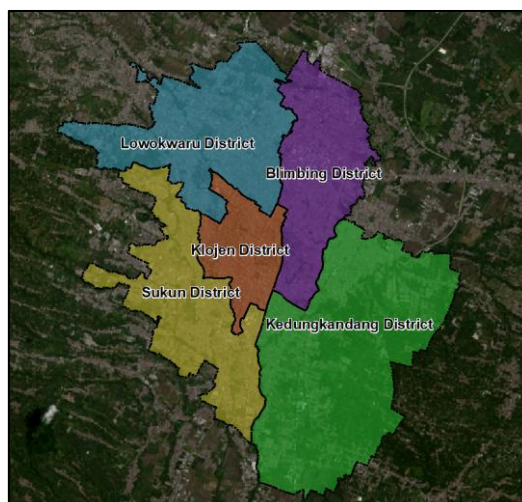 Lowokwaru District
Blimbing District
Klojen District
Sukun District
Kedungkandang District